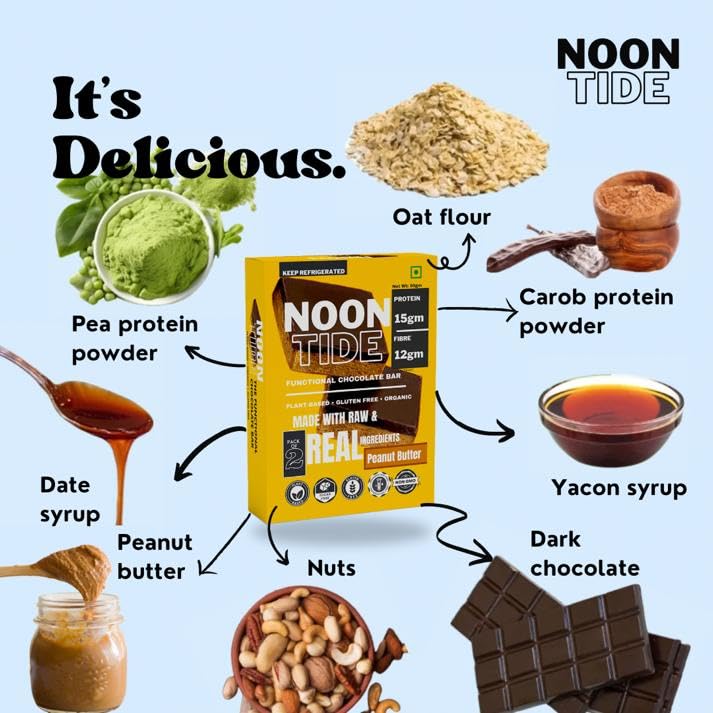 It's
Delicious.
NOON
TIDE
Oat flour
Pea protein
powder
Carob protein
powder
KEEP REFRIGERATED
PROTEIN
15gm
FIBRE
12gm
NOON
TIDE
FUNCTIONAL CHOCOLATE BAR
PLANT-BASED • GLUTEN FREE • ORGANIC
MADE WITH RAW &
REAL INGREDIENTS
PACK
OF
2
Peanut Butter
NON GMO
Date
syrup
Yacon syrup
Peanut
butter
Nuts
Dark
chocolate